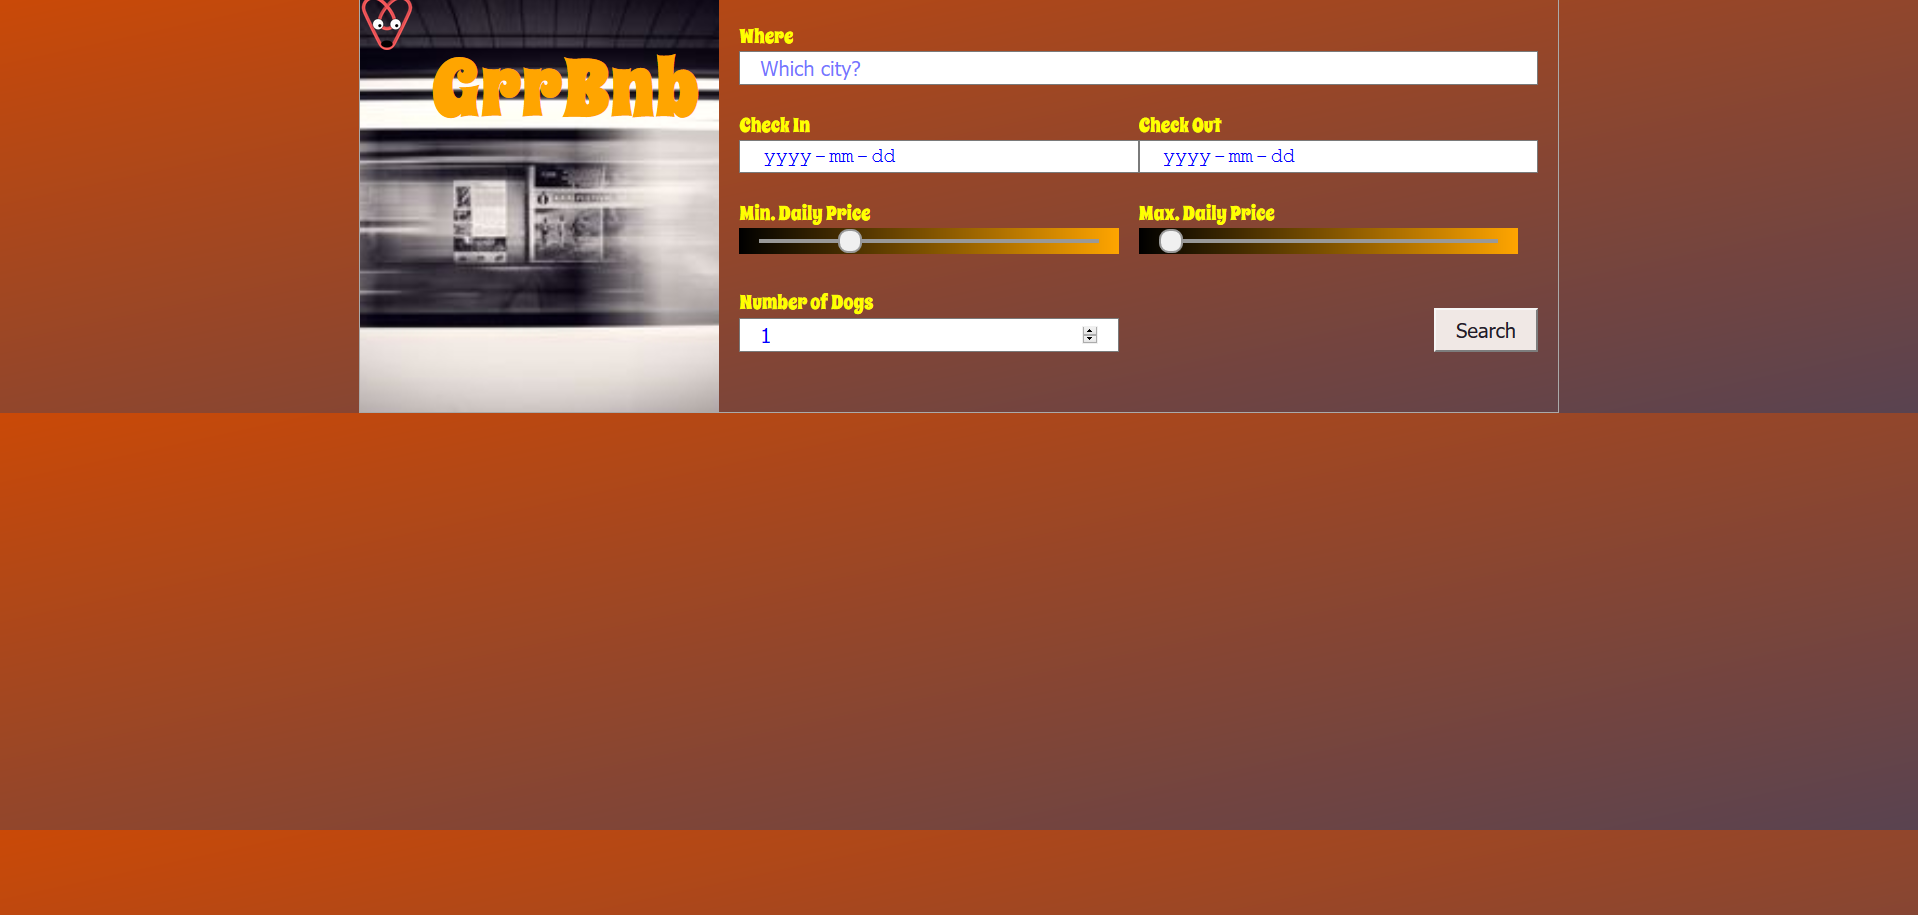 GrrBnb
Where
Which city?
Check In
Check Out
yyyy-mm-dd
yyyy-mm-dd
Min. Daily Price
Max. Daily Price
Number of Dogs
1
Search